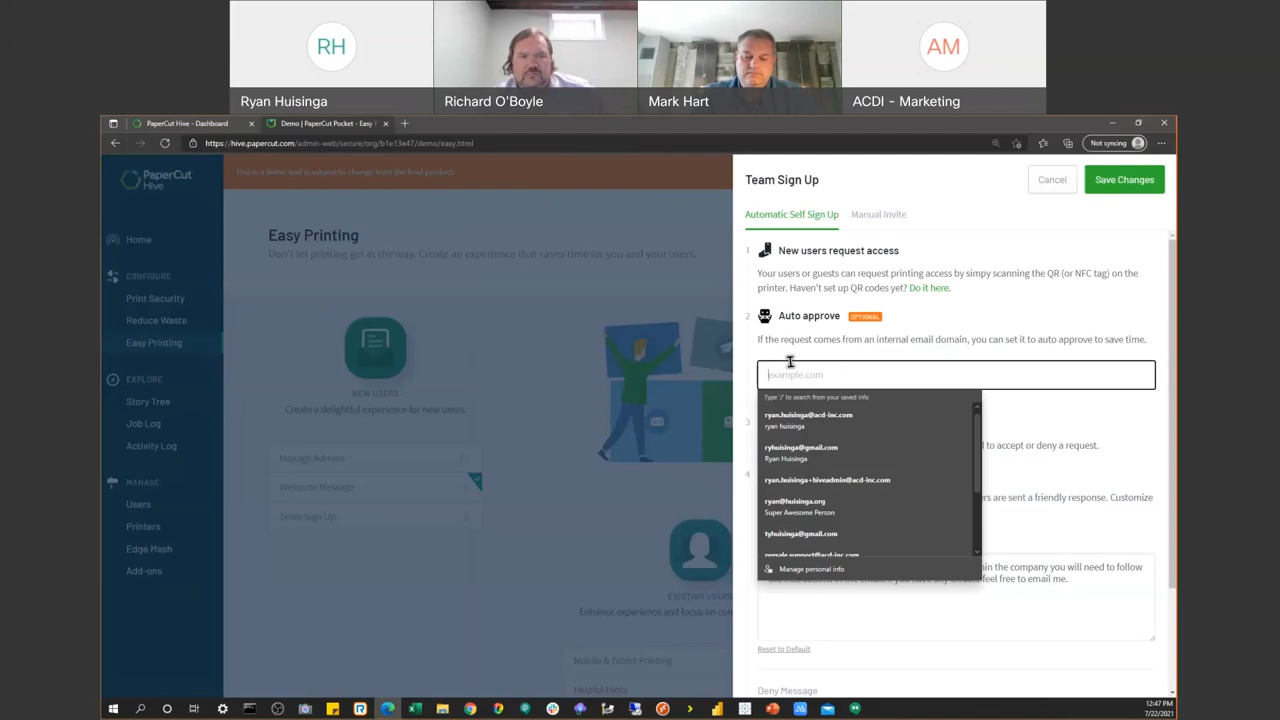 RH
AM
Ryan Huisinga
Richard O'Boyle
Mark Hart
ACDI - Marketing
PaperCut Hive - Dashboard
Demo | PaperCut Pocket - Easy P
https://hive.papercut.com/admin-web/secure/org/b1e13e47/demo/easy.html
Not syncing
PaperCut
Hive
This is a demo and is subject to change from the final product.
Home
CONFIGURE
Print Security
Reduce Waste
Easy Printing
EXPLORE
Story Tree
Job Log
Activity Log
MANAGE
Users
Printers
Edge Mesh
Add-ons
Easy Printing
Don't let printing get in the way. Create an experience that saves time for you and your users.
NEW USERS
Create a delightful experience for new users.
Manage Admins
Welcome Message
Team Sign Up
EXISTING USERS
Enhance experience and focus on con
Mobile & Tablet Printing
Helpful Hints
Team Sign Up
Cancel
Save Changes
Automatic Self Sign Up
Manual Invite
1
New users request access
Your users or guests can request printing access by simpy scanning the QR (or NFC tag) on the
printer. Haven't set up QR codes yet? Do it here.
2
Auto approve
OPTIONAL
If the request comes from an internal email domain, you can set it to auto approve to save time.
example.com
Type '/' to search from your saved info
ryan.huisinga@acd-inc.com
ryan huisinga
ryhuisinga@gmail.com
Ryan Huisinga
ryan.huisinga+hiveadmin@acd-inc.com
ryan@huisinga.org
Super Awesome Person
tyhuisinga@gmail.com
presale.support@acd-inc.com
Manage personal info
3
l to accept or deny a request.
4
ers are sent a friendly response. Customize
hin the company you will need to follow
feel free to email me.
Reset to Default
Deny Message
12:47 PM
7/22/2021